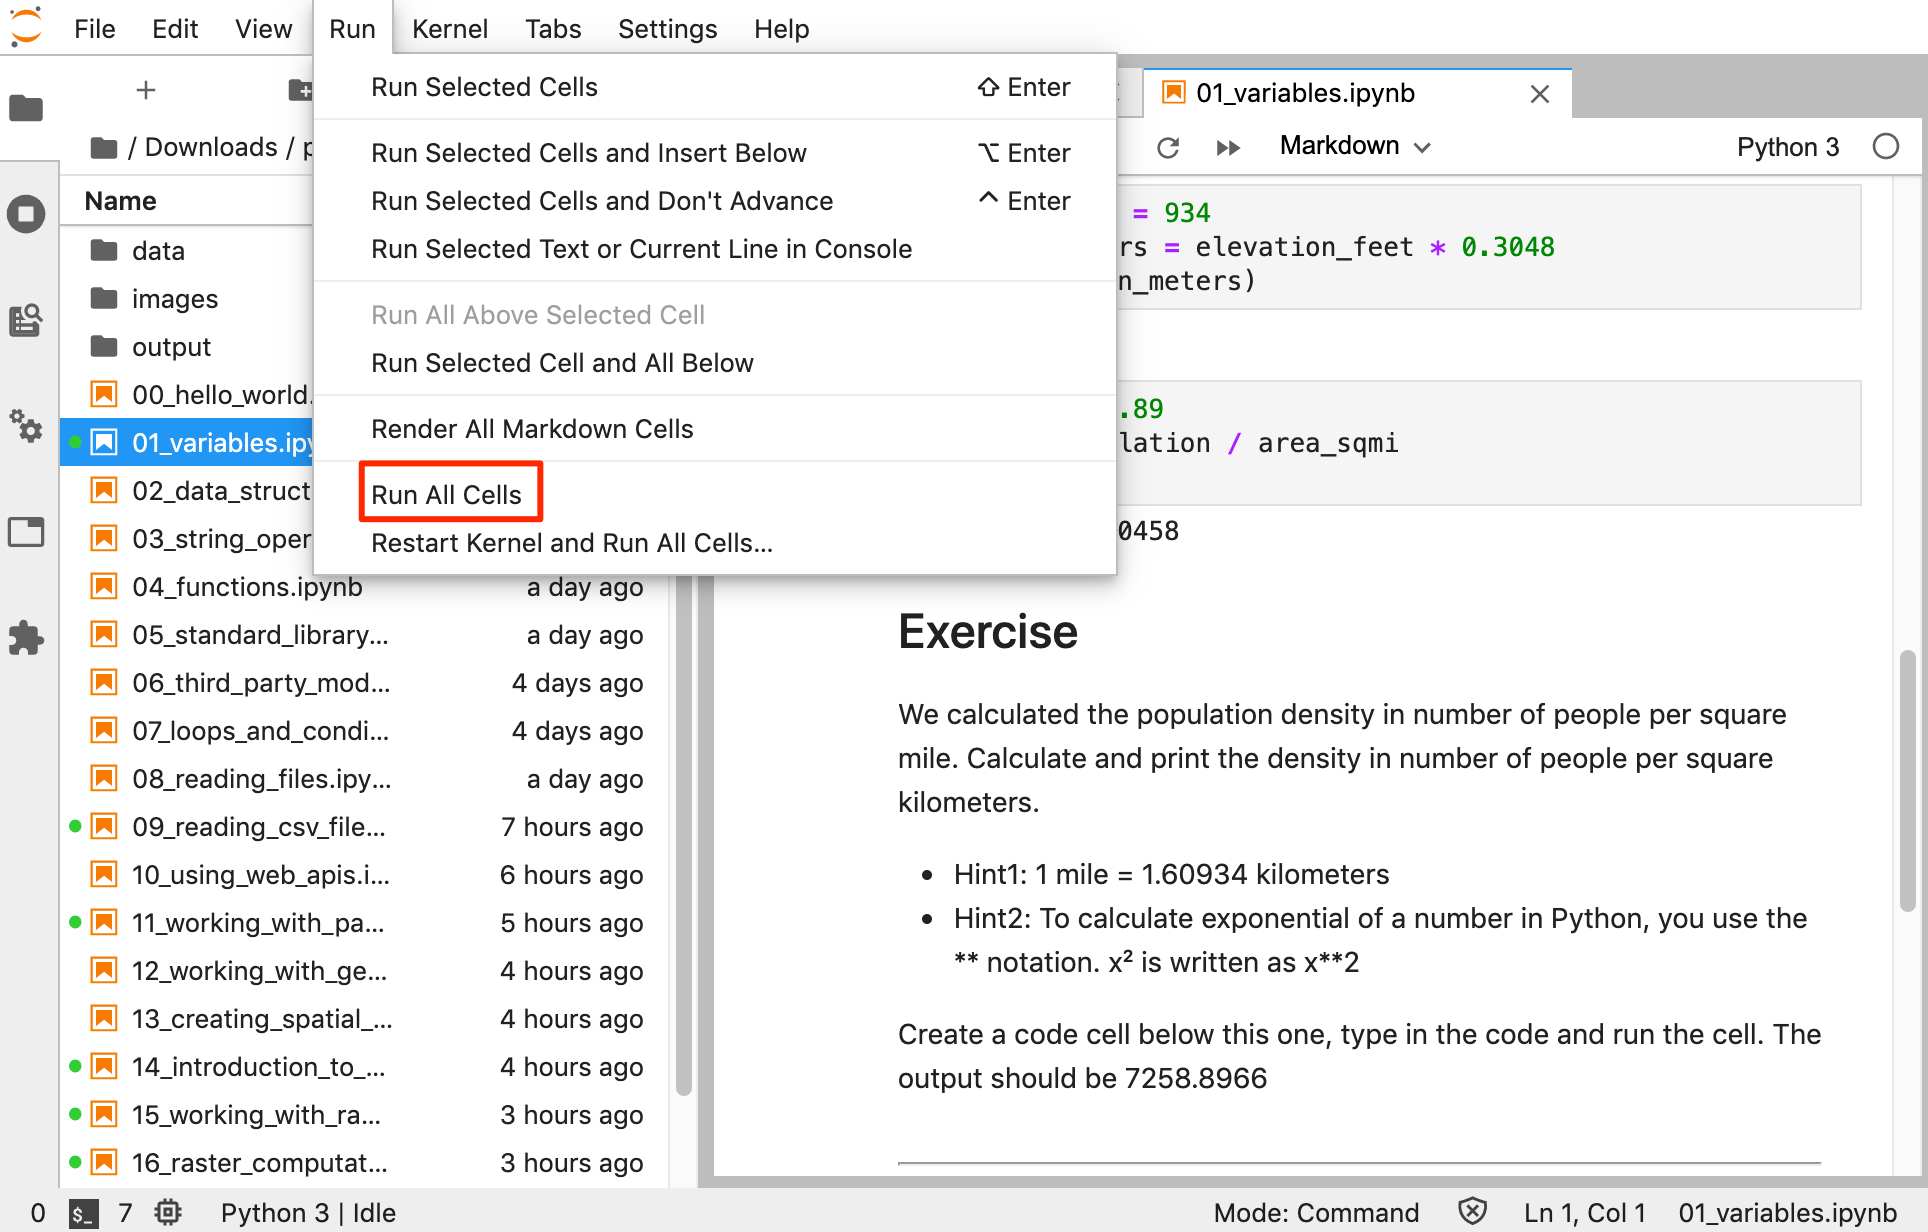 File Edit View Run Kernel Tabs Settings Help
Run Selected Cells ⇧ Enter
Run Selected Cells and Insert Below ⌥ Enter
Run Selected Cells and Don't Advance ^ Enter
Run Selected Text or Current Line in Console
Run All Above Selected Cell
Run Selected Cell and All Below
Render All Markdown Cells
Run All Cells
Restart Kernel and Run All Cells...
+
/ Downloads / p
Name
data
images
output
00_hello_world.
01_variables.ipy
02_data_struct
03_string_oper
04_functions.ipynb a day ago
05_standard_library... a day ago
06_third_party_mod... 4 days ago
07_loops_and_condi... 4 days ago
08_reading_files.ipy... a day ago
09_reading_csv_file... 7 hours ago
10_using_web_apis.i... 6 hours ago
11_working_with_pa... 5 hours ago
12_working_with_ge... 4 hours ago
13_creating_spatial_... 4 hours ago
14_introduction_to_... 4 hours ago
15_working_with_ra... 3 hours ago
16_raster_computat... 3 hours ago
01_variables.ipynb
Markdown
Python 3
= 934
rs = elevation_feet * 0.3048
n_meters)
.89
lation / area_sqmi
0458
Exercise
We calculated the population density in number of people per square
mile. Calculate and print the density in number of people per square
kilometers.
• Hint1: 1 mile = 1.60934 kilometers
• Hint2: To calculate exponential of a number in Python, you use the
** notation. x² is written as x**2
Create a code cell below this one, type in the code and run the cell. The
output should be 7258.8966
0 $_ 7 Python 3 | Idle Mode: Command Ln 1, Col 1 01_variables.ipynb